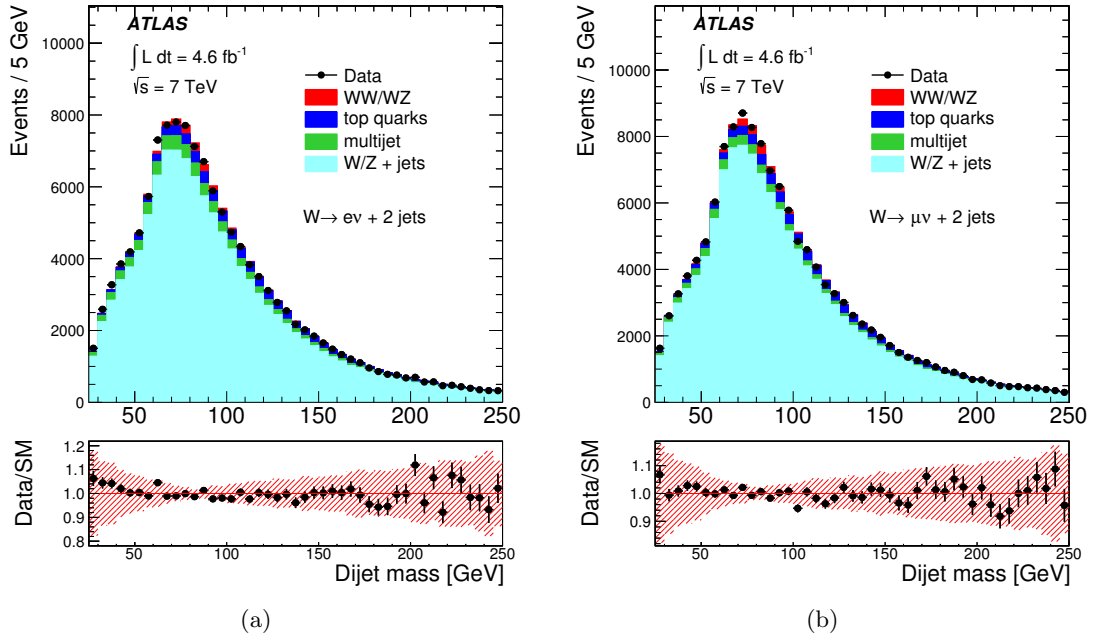 ATLAS
∫ L dt = 4.6 fb⁻¹
√s = 7 TeV
Data
WW/WZ
top quarks
multijet
W/Z + jets
W→ eν + 2 jets
Events / 5 GeV
10000
8000
6000
4000
2000
0
50 100 150 200 250
Data/SM
1.2
1.1
1.0
0.9
0.8
50 100 150 200 250
Dijet mass [GeV]
(a)
ATLAS
∫ L dt = 4.6 fb⁻¹
√s = 7 TeV
Data
WW/WZ
top quarks
multijet
W/Z + jets
W→ μν + 2 jets
Events / 5 GeV
10000
8000
6000
4000
2000
0
50 100 150 200 250
Data/SM
1.1
1.0
0.9
50 100 150 200 250
Dijet mass [GeV]
(b)